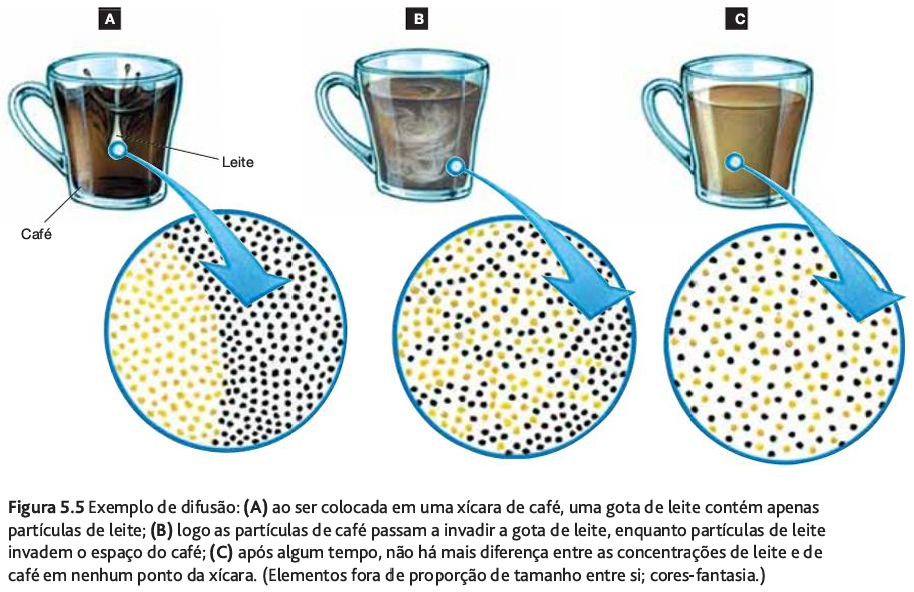 A
B
C
Leite
Café
Figura 5.5 Exemplo de difusão: (A) ao ser colocada em uma xícara de café, uma gota de leite contém apenas
partículas de leite; (B) logo as partículas de café passam a invadir a gota de leite, enquanto partículas de leite
invadem o espaço do café; (C) após algum tempo, não há mais diferença entre as concentrações de leite e de
café em nenhum ponto da xícara. (Elementos fora de proporção de tamanho entre si; cores-fantasia.)